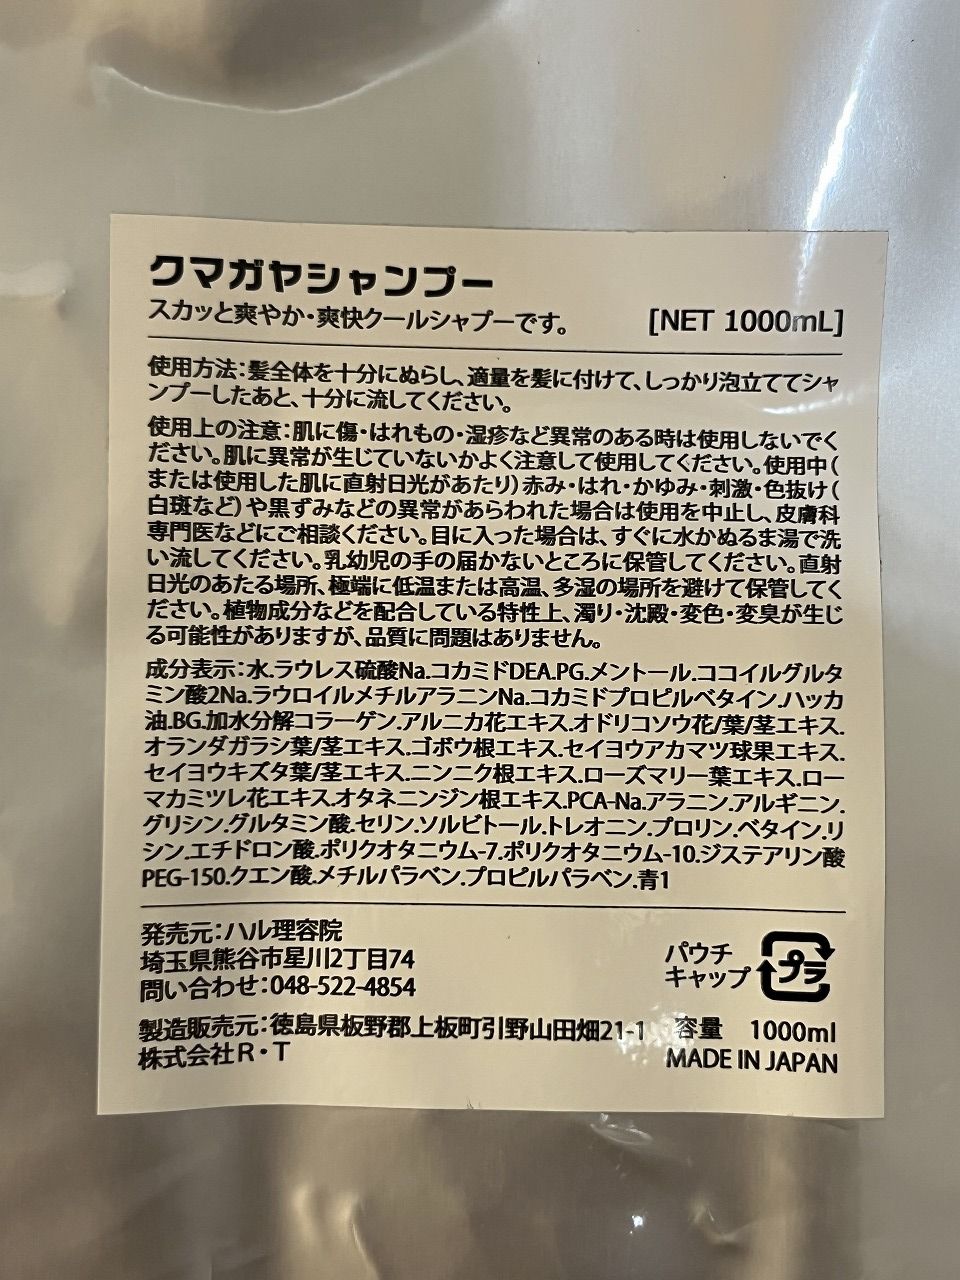 クマガヤシャンプー
スカッと爽やか・爽快クールシャプーです。 [NET 1000mL]
使用方法：髪全体を十分にぬらし、適量を髪に付けて、しっかり泡立ててシャ
ンプーしたあと、十分に流してください。
使用上の注意：肌に傷・はれもの・湿疹など異常のある時は使用しないでく
ださい。肌に異常が生じていないかよく注意して使用してください。使用中（
または使用した肌に直射日光があたり）赤み・はれ・かゆみ・刺激・色抜け（
白斑など）や黒ずみなどの異常があらわれた場合は使用を中止し、皮膚科
専門医などにご相談ください。目に入った場合は、すぐに水かぬるま湯で洗
い流してください。乳幼児の手の届かないところに保管してください。直射
日光のあたる場所、極端に低温または高温、多湿の場所を避けて保管してく
ださい。植物成分などを配合している特性上、濁り・沈殿・変色・変臭が生じ
る可能性がありますが、品質に問題はありません。
成分表示：水.ラウレス硫酸Na.コカミドDEA.PG.メントール.ココイルグルタ
ミン酸2Na.ラウロイルメチルアラニンNa.コカミドプロピルベタイン.ハッカ
油.BG.加水分解コラーゲン.アルニカ花エキス.オドリコソウ花/葉/茎エキス.
オランダガラシ葉/茎エキス.ゴボウ根エキス.セイヨウアカマツ球果エキス.
セイヨウキズタ葉/茎エキス.ニンニク根エキス.ローズマリー葉エキス.ロー
マカミツレ花エキス.オタネニンジン根エキス.PCA-Na.アラニン.アルギニン.
グリシン.グルタミン酸.セリン.ソルビトール.トレオニン.プロリン.ベタイン.リ
シン.エチドロン酸.ポリクオタニウム-7.ポリクオタニウム-10.ジステアリン酸
PEG-150.クエン酸.メチルパラベン.プロピルパラベン.青1
発売元：ハル理容院
埼玉県熊谷市星川2丁目74
問い合わせ：048-522-4854
パウチ
キャップ
プラ
製造販売元：徳島県板野郡上板町引野山田畑21-1 容量 1000ml
株式会社R・T MADE IN JAPAN